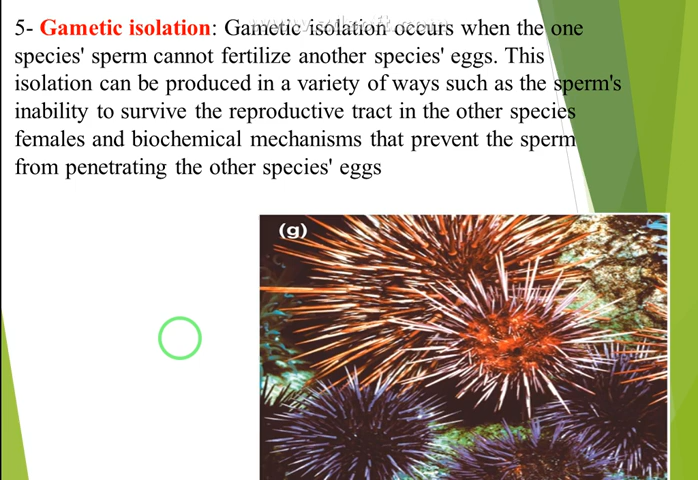 5- Gametic isolation: Gametic isolation occurs when the one
species' sperm cannot fertilize another species' eggs. This
isolation can be produced in a variety of ways such as the sperm's
inability to survive the reproductive tract in the other species
females and biochemical mechanisms that prevent the sperm
from penetrating the other species' eggs
(g)